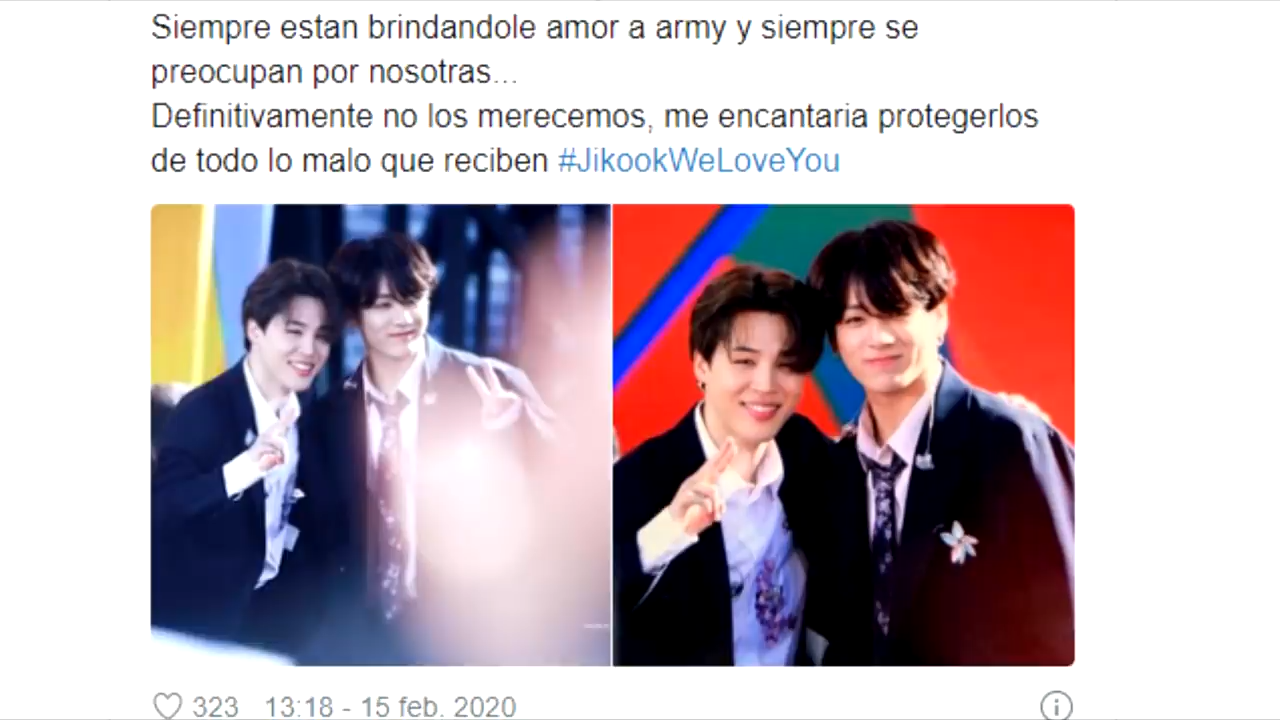 Siempre estan brindandole amor a army y siempre se
preocupan por nosotras...
Definitivamente no los merecemos, me encantaria protegerlos
de todo lo malo que reciben #JikookWeLoveYou
323 13:18 - 15 feb. 2020